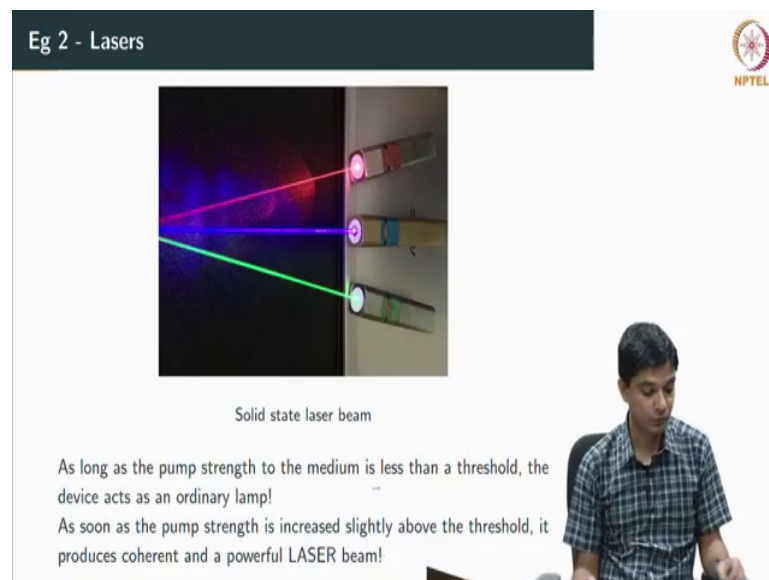 Eg 2 - Lasers
NPTEL
Solid state laser beam
As long as the pump strength to the medium is less than a threshold, the
device acts as an ordinary lamp!
As soon as the pump strength is increased slightly above the threshold, it
produces coherent and a powerful LASER beam!